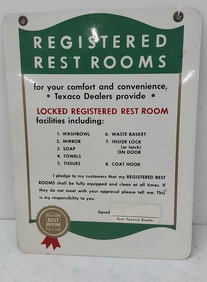 REGISTERED
REST ROOMS
for your comfort and convenience,
• Texaco Dealers provide •
LOCKED REGISTERED REST ROOM
facilities including:
1. WASHBOWL
2. MIRROR
3. SOAP
4. TOWELS
5. TISSUES
6. WASTE BASKET
7. INSIDE LOCK
(or latch)
ON DOOR
8. COAT HOOK
I pledge to my customers that my REGISTERED REST
ROOMS shall be fully equipped and clean at all times. If
they do not meet with your approval please tell me. This
is my responsibility to you.
Signed
Your Texaco Dealer
REST
ROOM